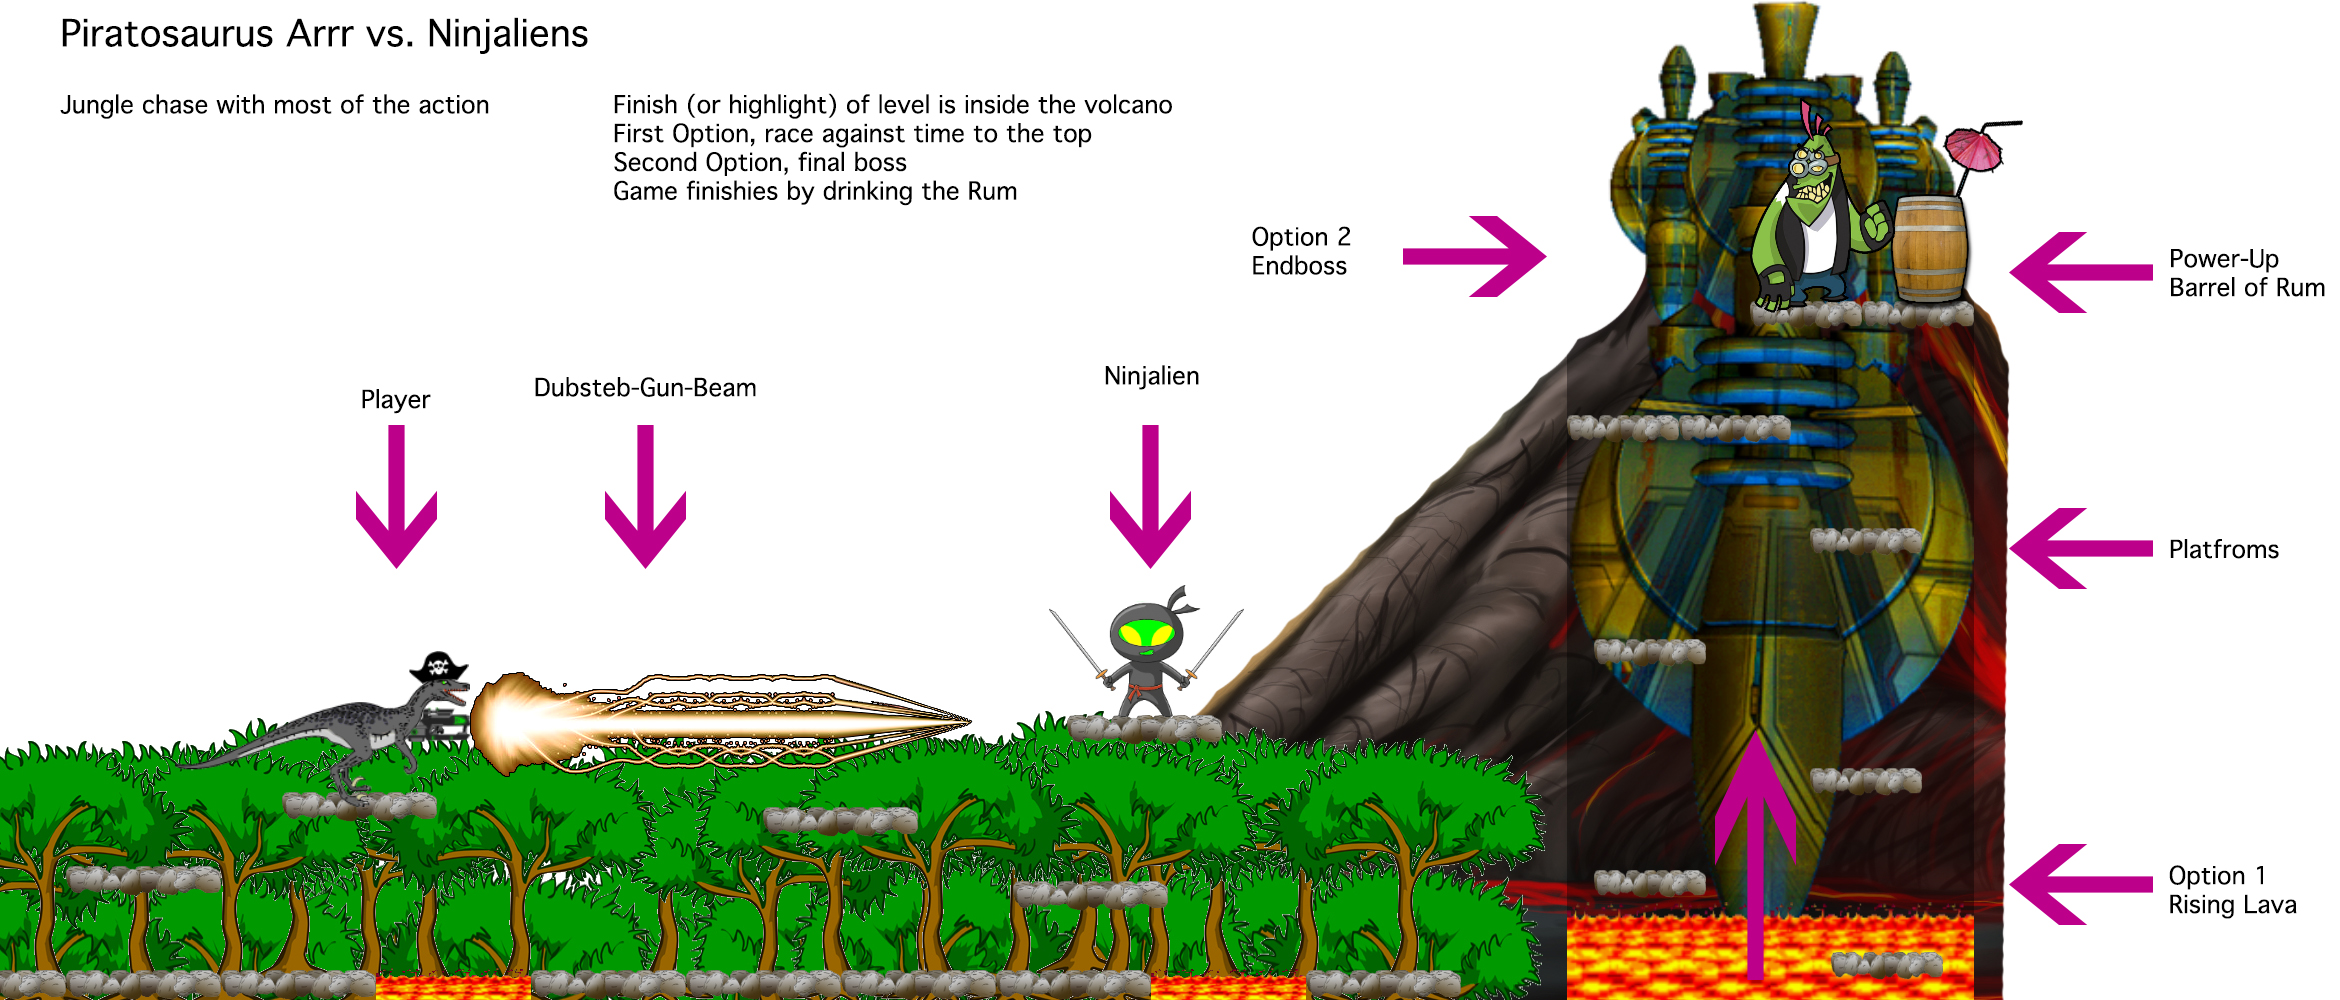 Piratosaurus Arrr vs. Ninjaliens
Jungle chase with most of the action
Finish (or highlight) of level is inside the volcano
First Option, race against time to the top
Second Option, final boss
Game finishies by drinking the Rum
Option 2
Endboss
Power-Up
Barrel of Rum
Player
Dubsteb-Gun-Beam
Ninjalien
Platfroms
Option 1
Rising Lava